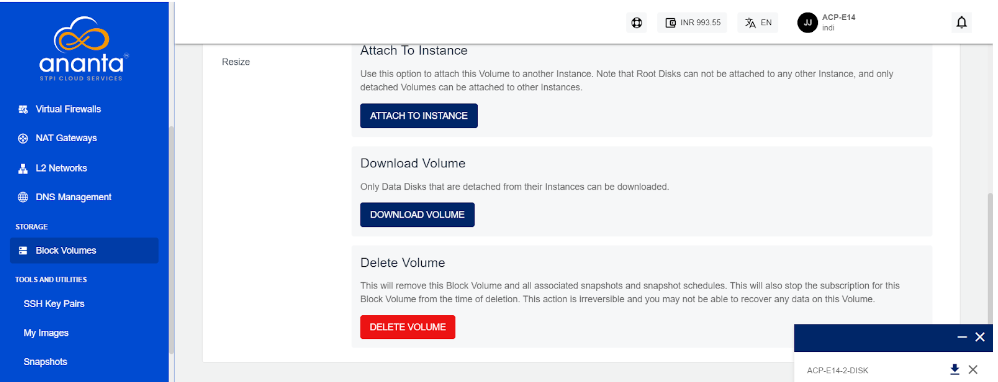 ananta
STPI CLOUD SERVICES
Virtual Firewalls
NAT Gateways
L2 Networks
DNS Management
STORAGE
Block Volumes
TOOLS AND UTILITIES
SSH Key Pairs
My Images
Snapshots
INR 993.55
EN
JJ
ACP-E14
indi
Resize
Attach To Instance
Use this option to attach this Volume to another Instance. Note that Root Disks can not be attached to any other Instance, and only
detached Volumes can be attached to other Instances.
ATTACH TO INSTANCE
Download Volume
Only Data Disks that are detached from their Instances can be downloaded.
DOWNLOAD VOLUME
Delete Volume
This will remove this Block Volume and all associated snapshots and snapshot schedules. This will also stop the subscription for this
Block Volume from the time of deletion. This action is irreversible and you may not be able to recover any data on this Volume.
DELETE VOLUME
ACP-E14-2-DISK